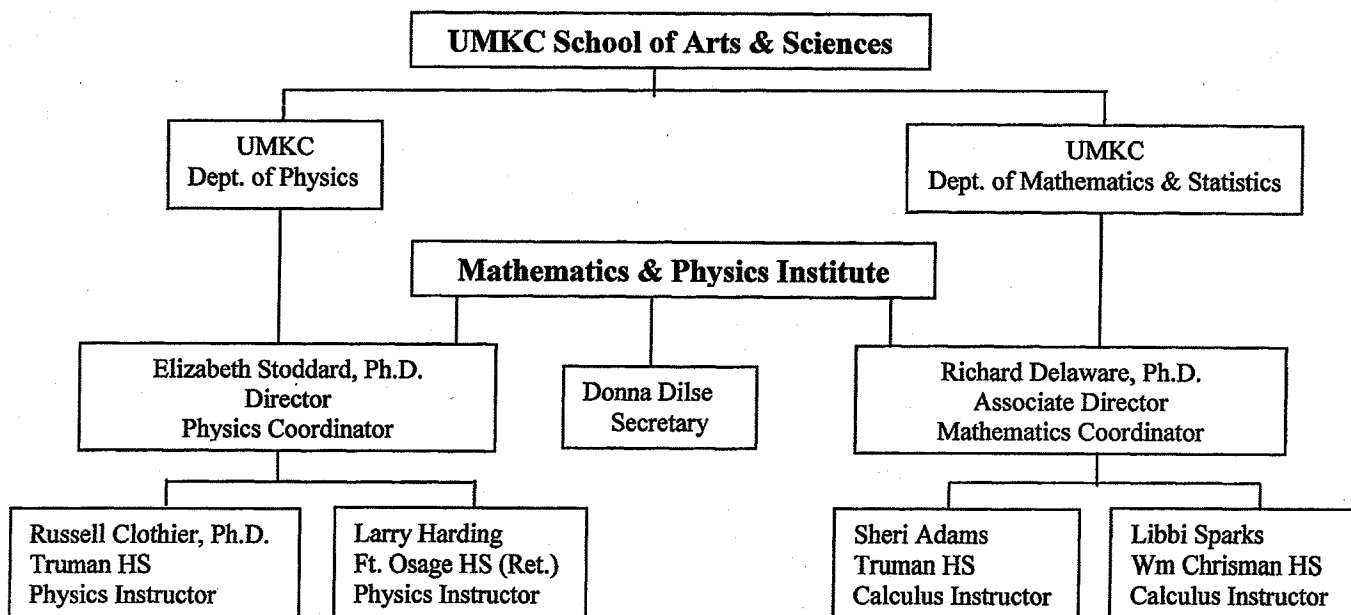 UMKC School of Arts & Sciences
UMKC
Dept. of Physics
UMKC
Dept. of Mathematics & Statistics
Mathematics & Physics Institute
Elizabeth Stoddard, Ph.D.
Director
Physics Coordinator
Donna Dilse
Secretary
Richard Delaware, Ph.D.
Associate Director
Mathematics Coordinator
Russell Clothier, Ph.D.
Truman HS
Physics Instructor
Larry Harding
Ft. Osage HS (Ret.)
Physics Instructor
Sheri Adams
Truman HS
Calculus Instructor
Libbi Sparks
Wm Chrisman HS
Calculus Instructor